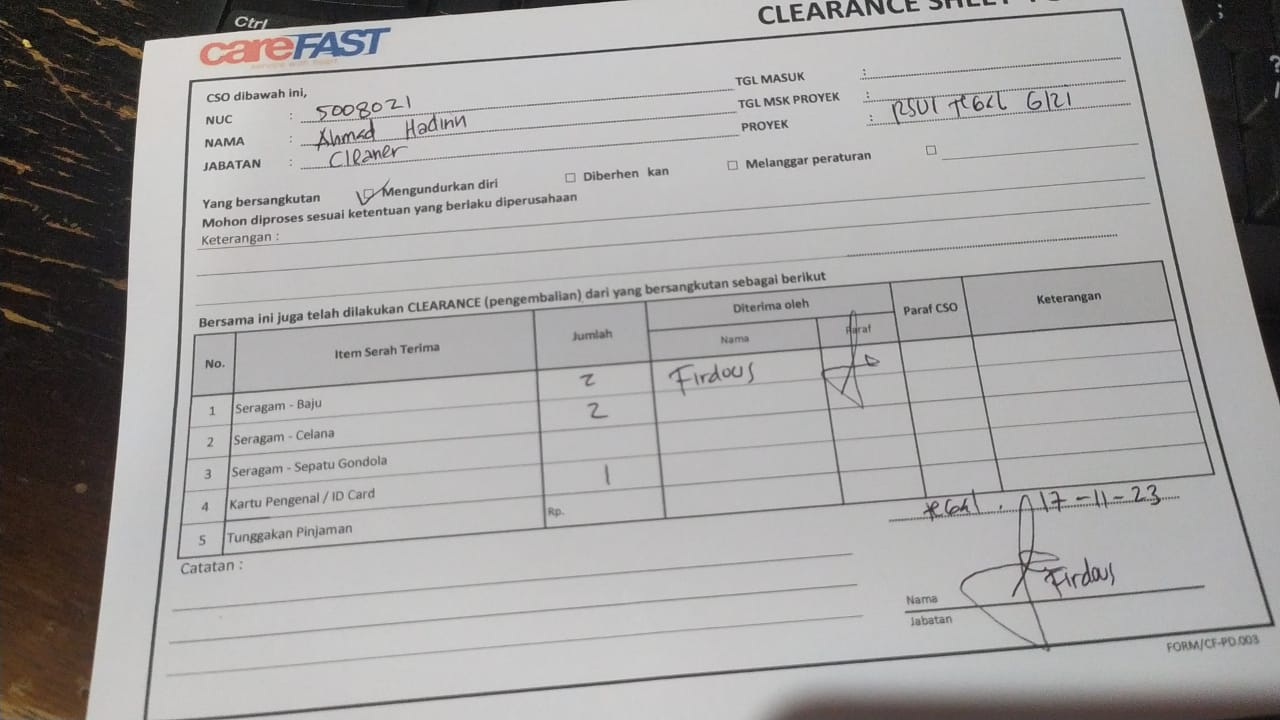 Ctrl
CLEARANCE SHEET
careFAST
service with heart
CSO dibawah ini,
NUC : 5008021
NAMA : Ahmad Hadinn
JABATAN : Cleaner
TGL MASUK :
TGL MSK PROYEK :
PROYEK : RSUI
Yang bersangkutan ☑ Mengundurkan diri ☐ Diberhen kan ☐ Melanggar peraturan ☐
Mohon diproses sesuai ketentuan yang berlaku diperusahaan
Keterangan :
Bersama ini juga telah dilakukan CLEARANCE (pengembalian) dari yang bersangkutan sebagai berikut
No. Item Serah Terima Jumlah Diterima oleh Paraf CSO Keterangan
Nama Paraf
1 Seragam - Baju 2 Firdous
2 Seragam - Celana 2
3 Seragam - Sepatu Gondola
4 Kartu Pengenal / ID Card 1
5 Tunggakan Pinjaman Rp.
Catatan :
17-11-23
Firdous
Nama
Jabatan
FORM/CF-PD.003